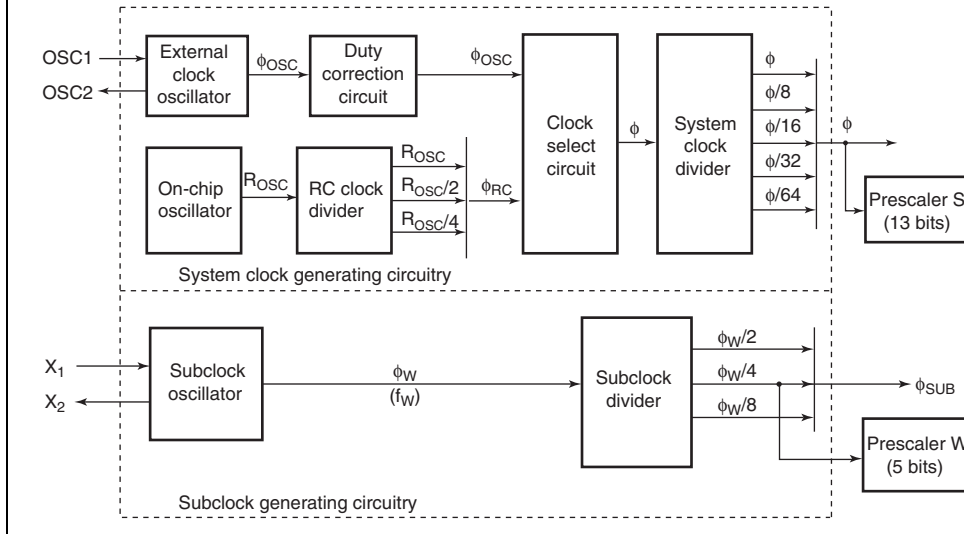 OSC1
OSC2
External
clock
oscillator
ϕOSC
Duty
correction
circuit
ϕOSC
On-chip
oscillator
ROSC
RC clock
divider
ROSC
ROSC/2
ROSC/4
ϕRC
Clock
select
circuit
ϕ
System
clock
divider
ϕ
ϕ/8
ϕ/16
ϕ/32
ϕ/64
ϕ
Prescaler S
(13 bits)
System clock generating circuitry
X1
X2
Subclock
oscillator
ϕW
(fW)
Subclock
divider
ϕW/2
ϕW/4
ϕW/8
ϕSUB
Prescaler W
(5 bits)
Subclock generating circuitry